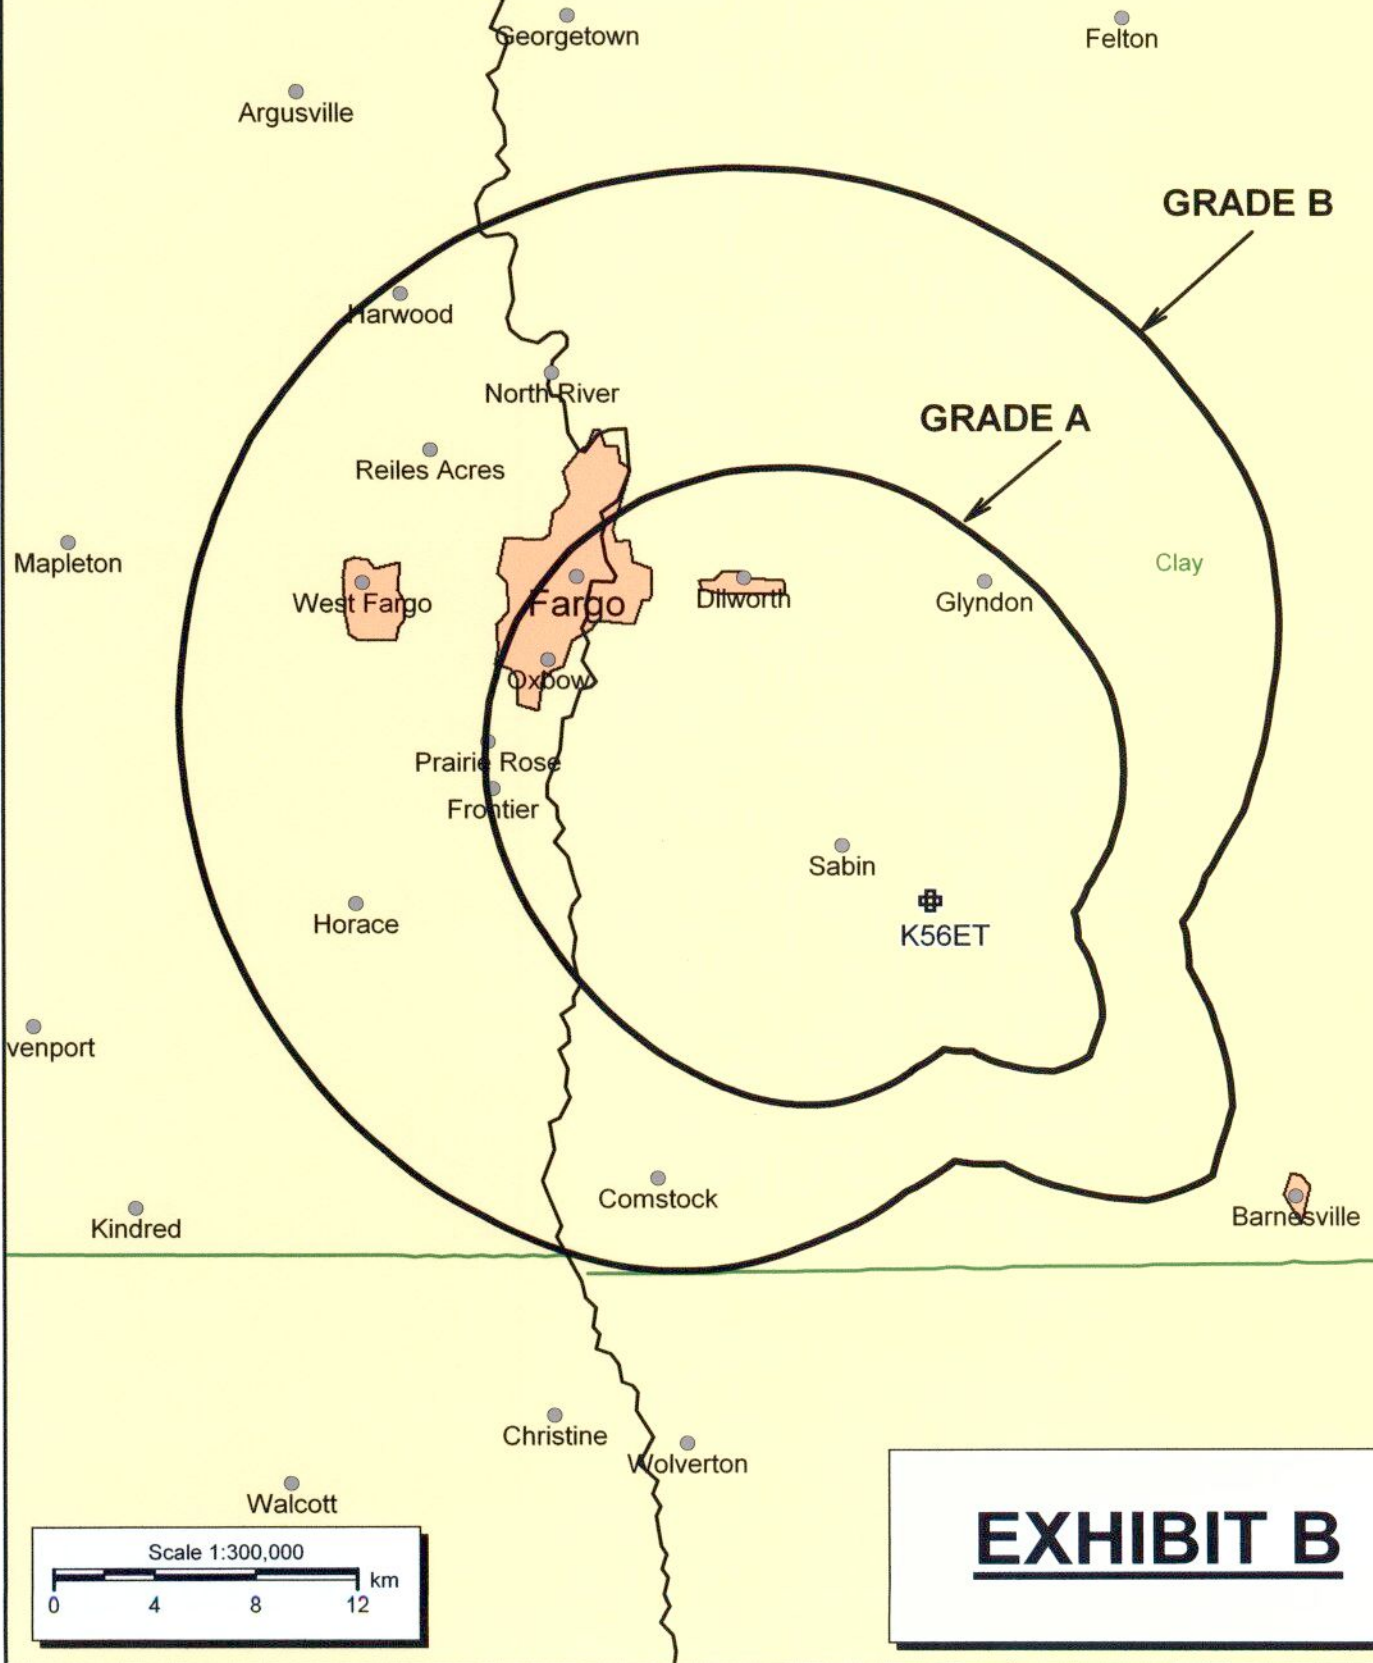 Georgetown
Felton
Argusville
GRADE B
Harwood
North River
GRADE A
Reiles Acres
Mapleton
Clay
West Fargo
Fargo
Dilworth
Glyndon
Oxbow
Prairie Rose
Frontier
Sabin
Horace
K56ET
venport
Comstock
Kindred
Barnesville
Christine
Wolverton
Walcott
EXHIBIT B
Scale 1:300,000
km
0 4 8 12